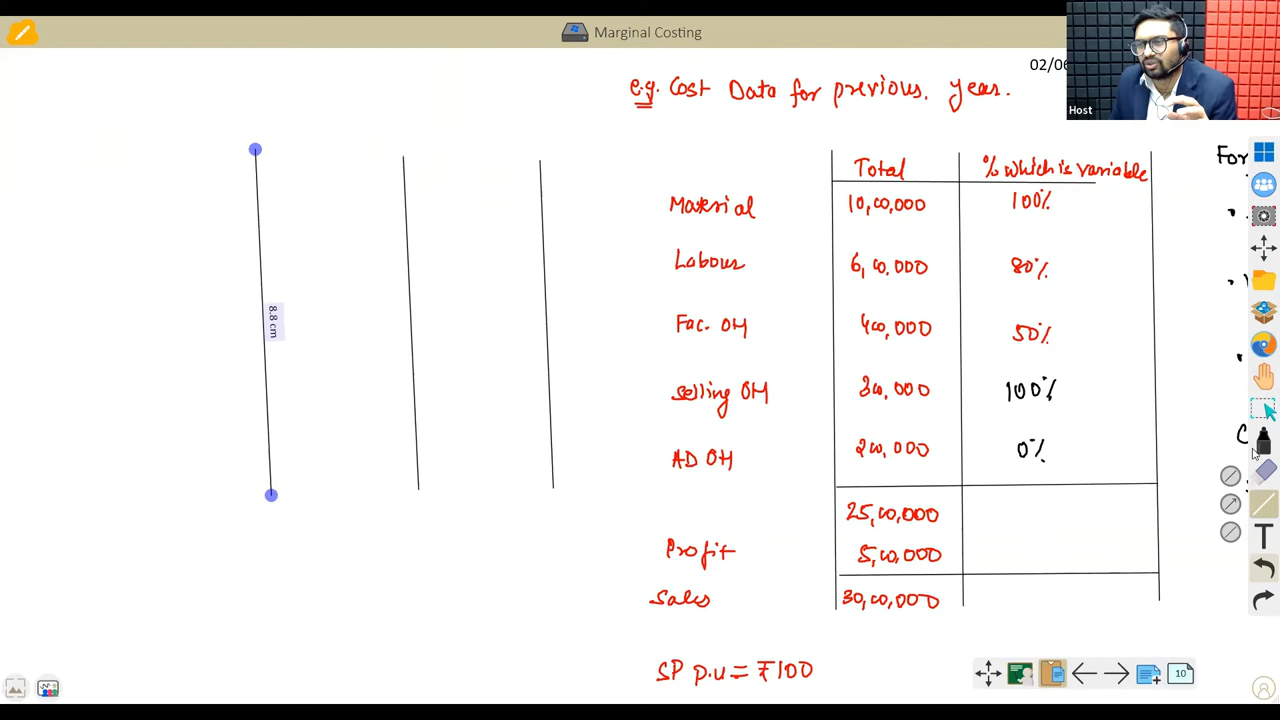 Marginal Costing
02/06
e.g. Cost Data for previous. year.
Host
Total % which is variable
For
Material 10,00,000 100%
Labour 6,00,000 80%
8.8 cm
Fac. OH 400,000 50%
selling OH 300,000 100%
AD OH 200,000 0%
25,00,000
Profit 5,00,000
Sales 30,00,000
SP p.u = ₹100
10